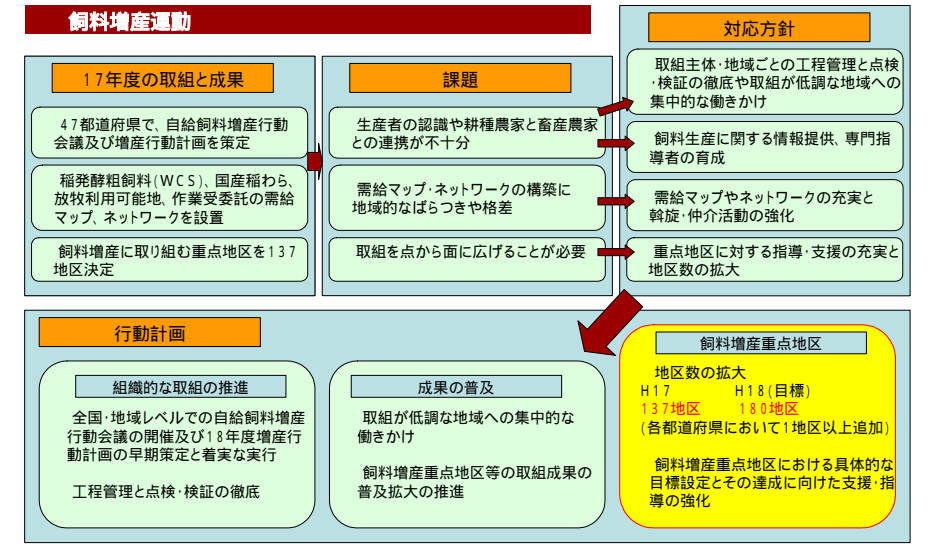 飼料増産運動
17年度の取組と成果
47都道府県で、自給飼料増産行動
会議及び増産行動計画を策定
稲発酵粗飼料(WCS)、国産稲わら、
放牧利用可能地、作業受委託の需給
マップ、ネットワークを設置
飼料増産に取り組む重点地区を137
地区決定
課題
生産者の認識や耕種農家と畜産農家
との連携が不十分
需給マップ・ネットワークの構築に
地域的なばらつきや格差
取組を点から面に広げることが必要
対応方針
取組主体・地域ごとの工程管理と点検
・検証の徹底や取組が低調な地域への
集中的な働きかけ
飼料生産に関する情報提供、専門指
導者の育成
需給マップやネットワークの充実と
斡旋・仲介活動の強化
重点地区に対する指導・支援の充実と
地区数の拡大
行動計画
組織的な取組の推進
全国・地域レベルでの自給飼料増産
行動会議の開催及び18年度増産行
動計画の早期策定と着実な実行
工程管理と点検・検証の徹底
成果の普及
取組が低調な地域への集中的な
働きかけ
飼料増産重点地区等の取組成果の
普及拡大の推進
飼料増産重点地区
地区数の拡大
H17 H18(目標)
137地区 180地区
(各都道府県において1地区以上追加)
飼料増産重点地区における具体的な
目標設定とその達成に向けた支援・指
導の強化